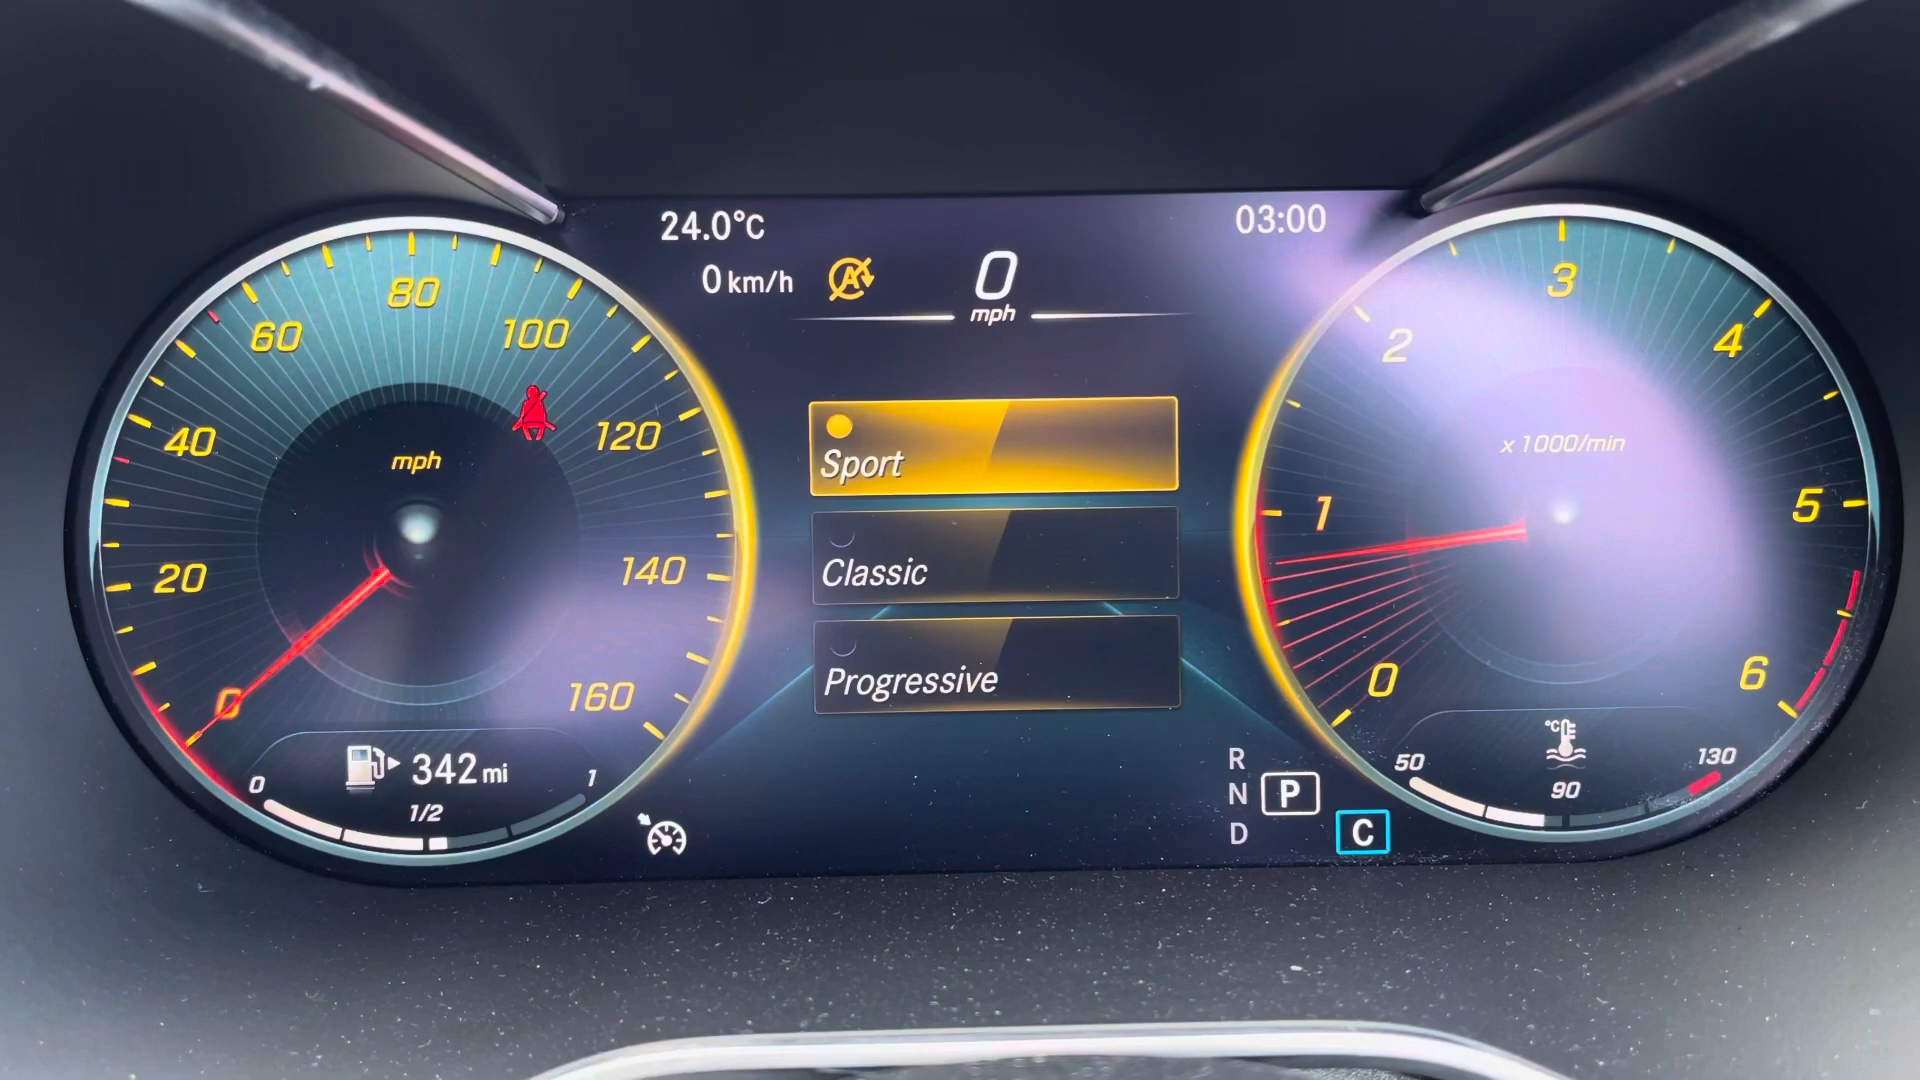 24.0°C
03:00
0 km/h
A
0
mph
0
20
40
60
80
100
120
140
160
mph
Sport
Classic
Progressive
0
1
2
3
4
5
6
x 1000/min
342 mi
0
1/2
1
R
N
D
P
C
°C
50
90
130